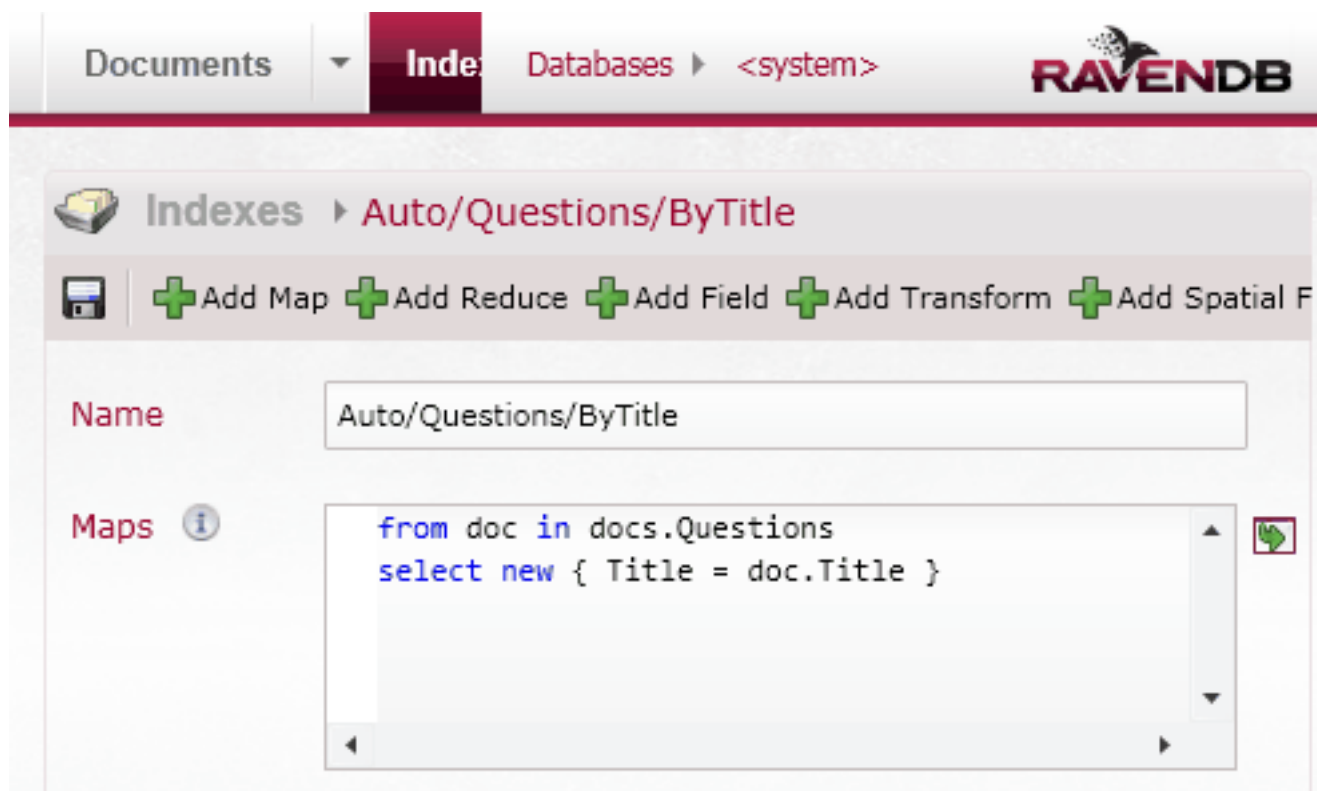 Documents Inde Databases <system> RAVENDB
Indexes Auto/Questions/ByTitle
Add Map Add Reduce Add Field Add Transform Add Spatial F
Name Auto/Questions/ByTitle
Maps from doc in docs.Questions
select new { Title = doc.Title }